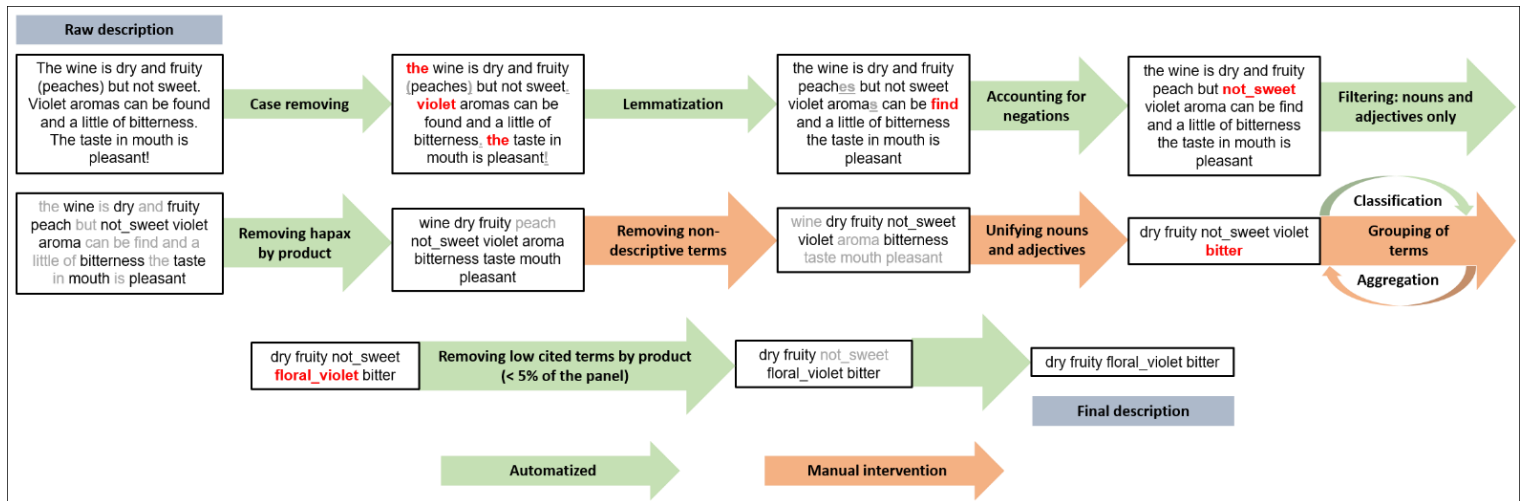 Raw description
The wine is dry and fruity
(peaches) but not sweet.
Violet aromas can be found
and a little of bitterness.
The taste in mouth is
pleasant!
Case removing
the wine is dry and fruity
(peaches) but not sweet.
violet aromas can be
found and a little of
bitterness. the taste in
mouth is pleasant!
Lemmatization
the wine is dry and fruity
peaches but not sweet
violet aromas can be find
and a little of bitterness
the taste in mouth is
pleasant
Accounting for
negations
the wine is dry and fruity
peach but not_sweet
violet aroma can be find
and a little of bitterness
the taste in mouth is
pleasant
Filtering: nouns and
adjectives only
the wine is dry and fruity
peach but not_sweet violet
aroma can be find and a
little of bitterness the taste
in mouth is pleasant
Removing hapax
by product
wine dry fruity peach
not_sweet violet aroma
bitterness taste mouth
pleasant
Removing non-
descriptive terms
wine dry fruity not_sweet
violet aroma bitterness
taste mouth pleasant
Unifying nouns
and adjectives
dry fruity not_sweet violet
bitter
Classification
Grouping of
terms
Aggregation
dry fruity not_sweet
floral_violet bitter
Removing low cited terms by product
(< 5% of the panel)
dry fruity not_sweet
floral_violet bitter
dry fruity floral_violet bitter
Final description
Automatized
Manual intervention